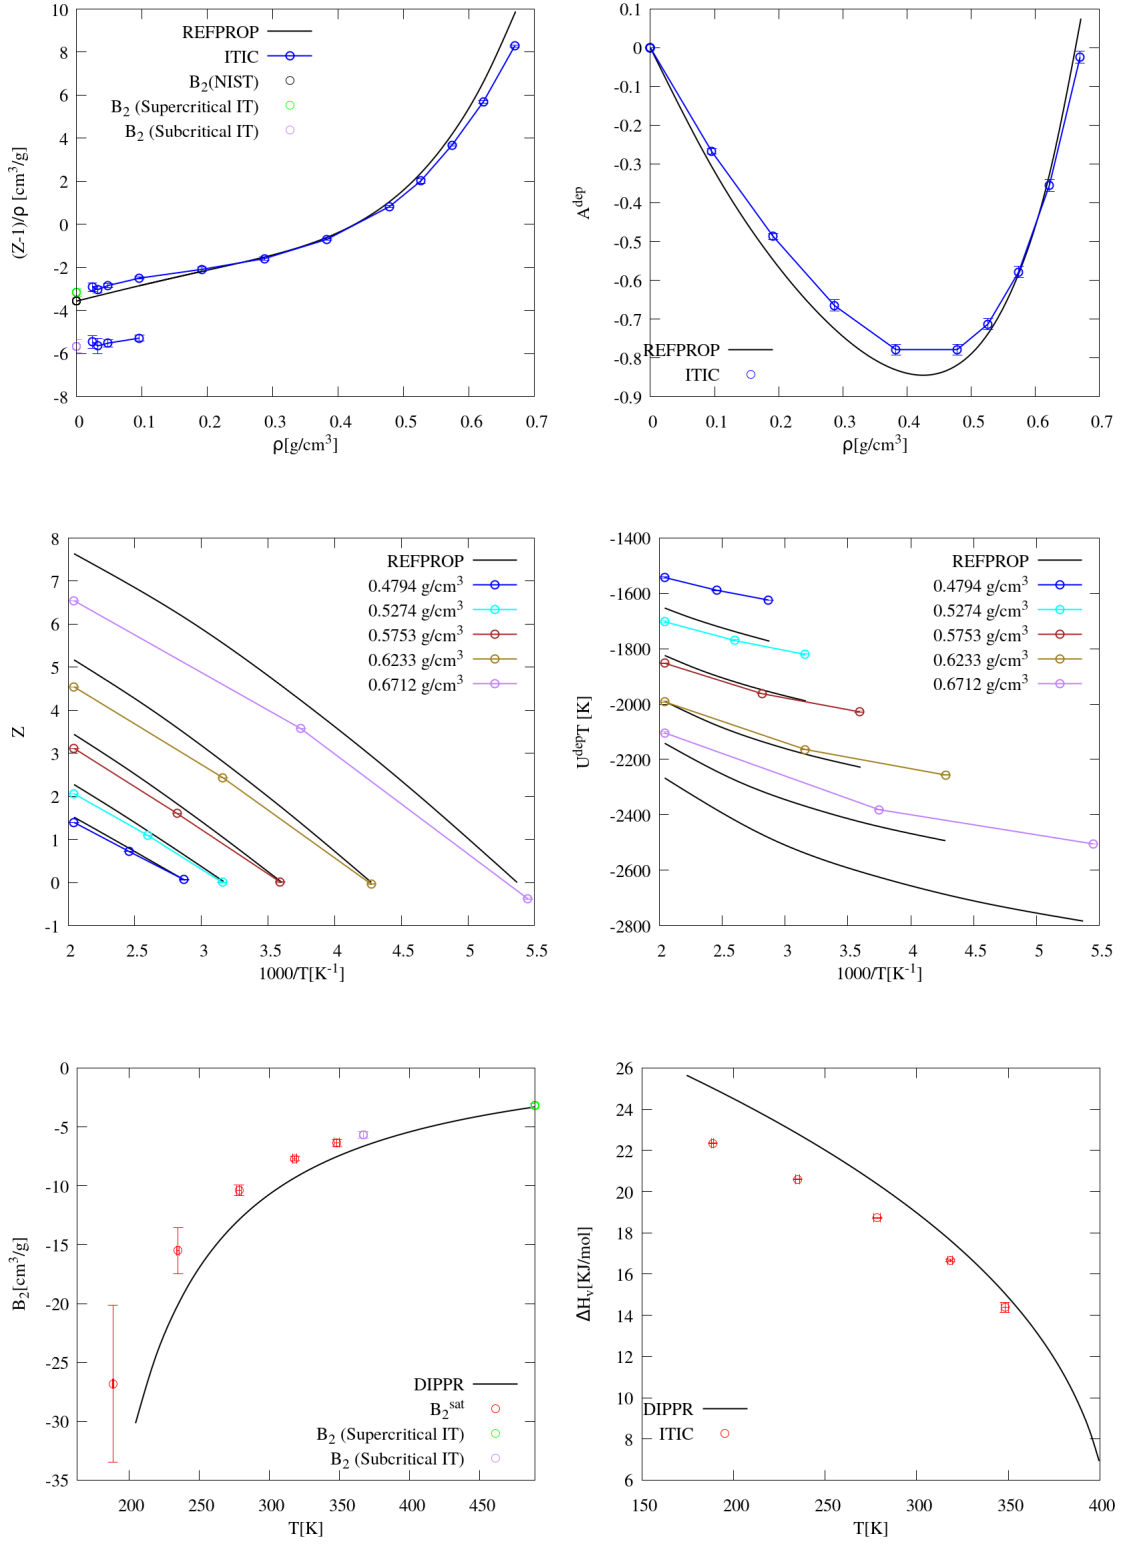 10
8
6
4
2
0
-2
-4
-6
-8
(Z-1)/ρ [cm³/g]
REFPROP
ITIC
B₂(NIST)
B₂ (Supercritical IT)
B₂ (Subcritical IT)
0 0.1 0.2 0.3 0.4 0.5 0.6 0.7
ρ[g/cm³]
0.1
0
-0.1
-0.2
-0.3
-0.4
-0.5
-0.6
-0.7
-0.8
-0.9
A^dep
REFPROP
ITIC
0 0.1 0.2 0.3 0.4 0.5 0.6 0.7
ρ[g/cm³]
8
7
6
5
4
3
2
1
0
-1
Z
REFPROP
0.4794 g/cm³
0.5274 g/cm³
0.5753 g/cm³
0.6233 g/cm³
0.6712 g/cm³
2 2.5 3 3.5 4 4.5 5 5.5
1000/T[K⁻¹]
-1400
-1600
-1800
-2000
-2200
-2400
-2600
-2800
U^depT [K]
REFPROP
0.4794 g/cm³
0.5274 g/cm³
0.5753 g/cm³
0.6233 g/cm³
0.6712 g/cm³
2 2.5 3 3.5 4 4.5 5 5.5
1000/T[K⁻¹]
0
-5
-10
-15
-20
-25
-30
-35
B₂[cm³/g]
DIPPR
B₂^sat
B₂ (Supercritical IT)
B₂ (Subcritical IT)
200 250 300 350 400 450
T[K]
26
24
22
20
18
16
14
12
10
8
6
ΔHᵥ[KJ/mol]
DIPPR
ITIC
150 200 250 300 350 400
T[K]